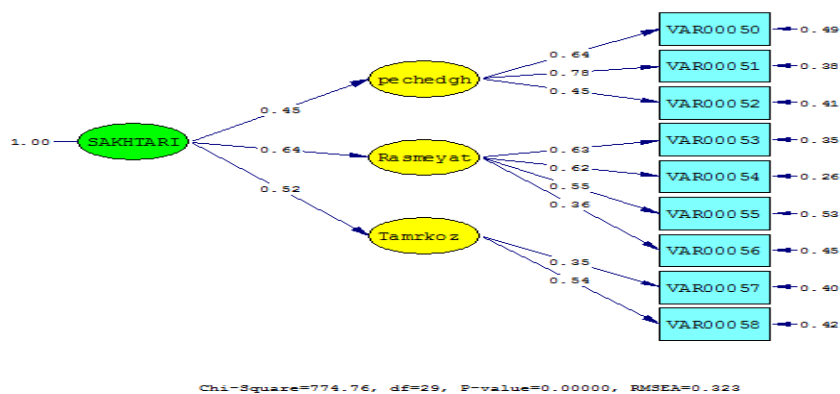 VAR00050
0.49
0.64
pechedgh
0.78
VAR00051
0.38
0.45
VAR00052
0.41
0.45
1.00
SAKHTARI
0.64
Rasmeyat
0.63
VAR00053
0.35
0.62
VAR00054
0.26
0.52
0.55
VAR00055
0.53
0.36
Tamrkoz
VAR00056
0.45
0.35
VAR00057
0.40
0.54
VAR00058
0.42
Chi-Square=774.76, df=29, P-value=0.00000, RMSEA=0.323